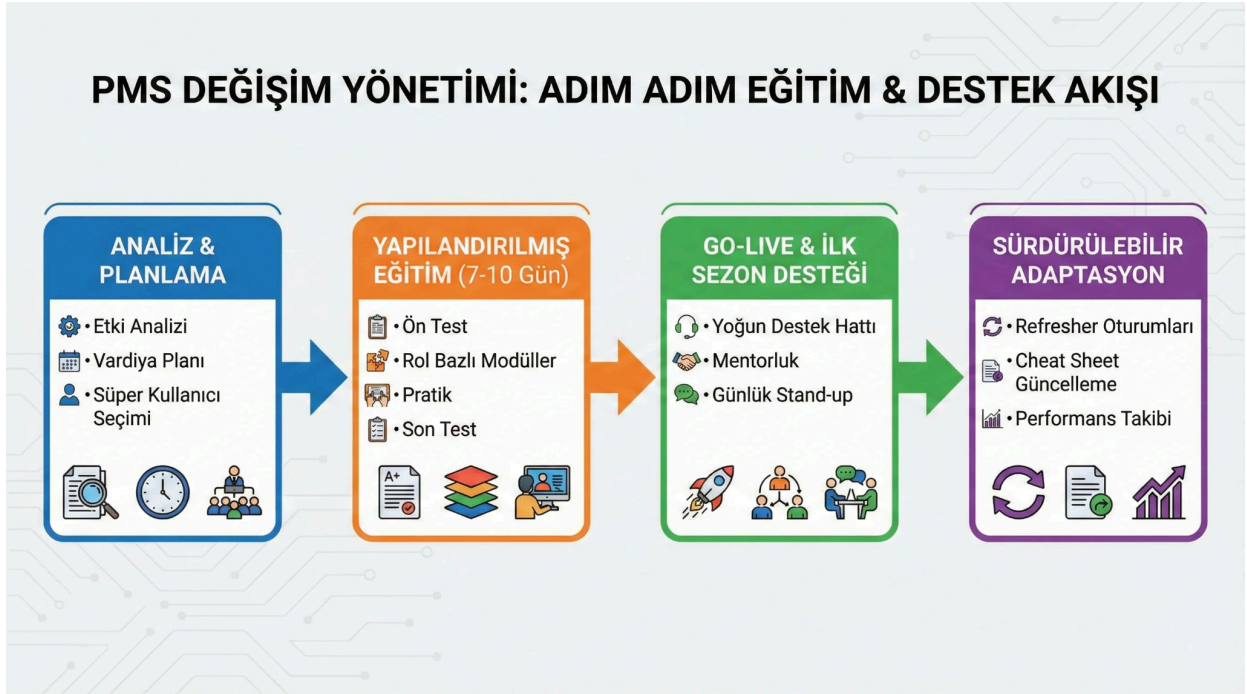 PMS DEĞİŞİM YÖNETİMİ: ADIM ADIM EĞİTİM & DESTEK AKIŞI
ANALİZ &
PLANLAMA
• Etki Analizi
• Vardiya Planı
• Süper Kullanıcı
Seçimi
YAPILANDIRILMIŞ
EĞİTİM (7-10 Gün)
• Ön Test
• Rol Bazlı Modüller
• Pratik
• Son Test
A+
GO-LIVE & İLK
SEZON DESTEĞİ
• Yoğun Destek Hattı
• Mentorluk
• Günlük Stand-up
SÜRDÜRÜLEBİLİR
ADAPTASYON
• Refresher Oturumları
• Cheat Sheet
Güncelleme
• Performans Takibi